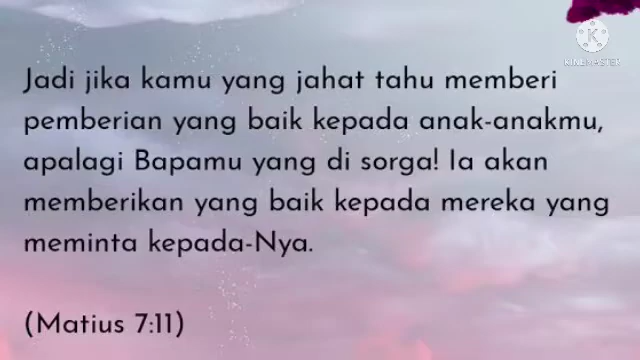 KINEMASTER
Jadi jika kamu yang jahat tahu memberi
pemberian yang baik kepada anak-anakmu,
apalagi Bapamu yang di sorga! Ia akan
memberikan yang baik kepada mereka yang
meminta kepada-Nya.
(Matius 7:11)